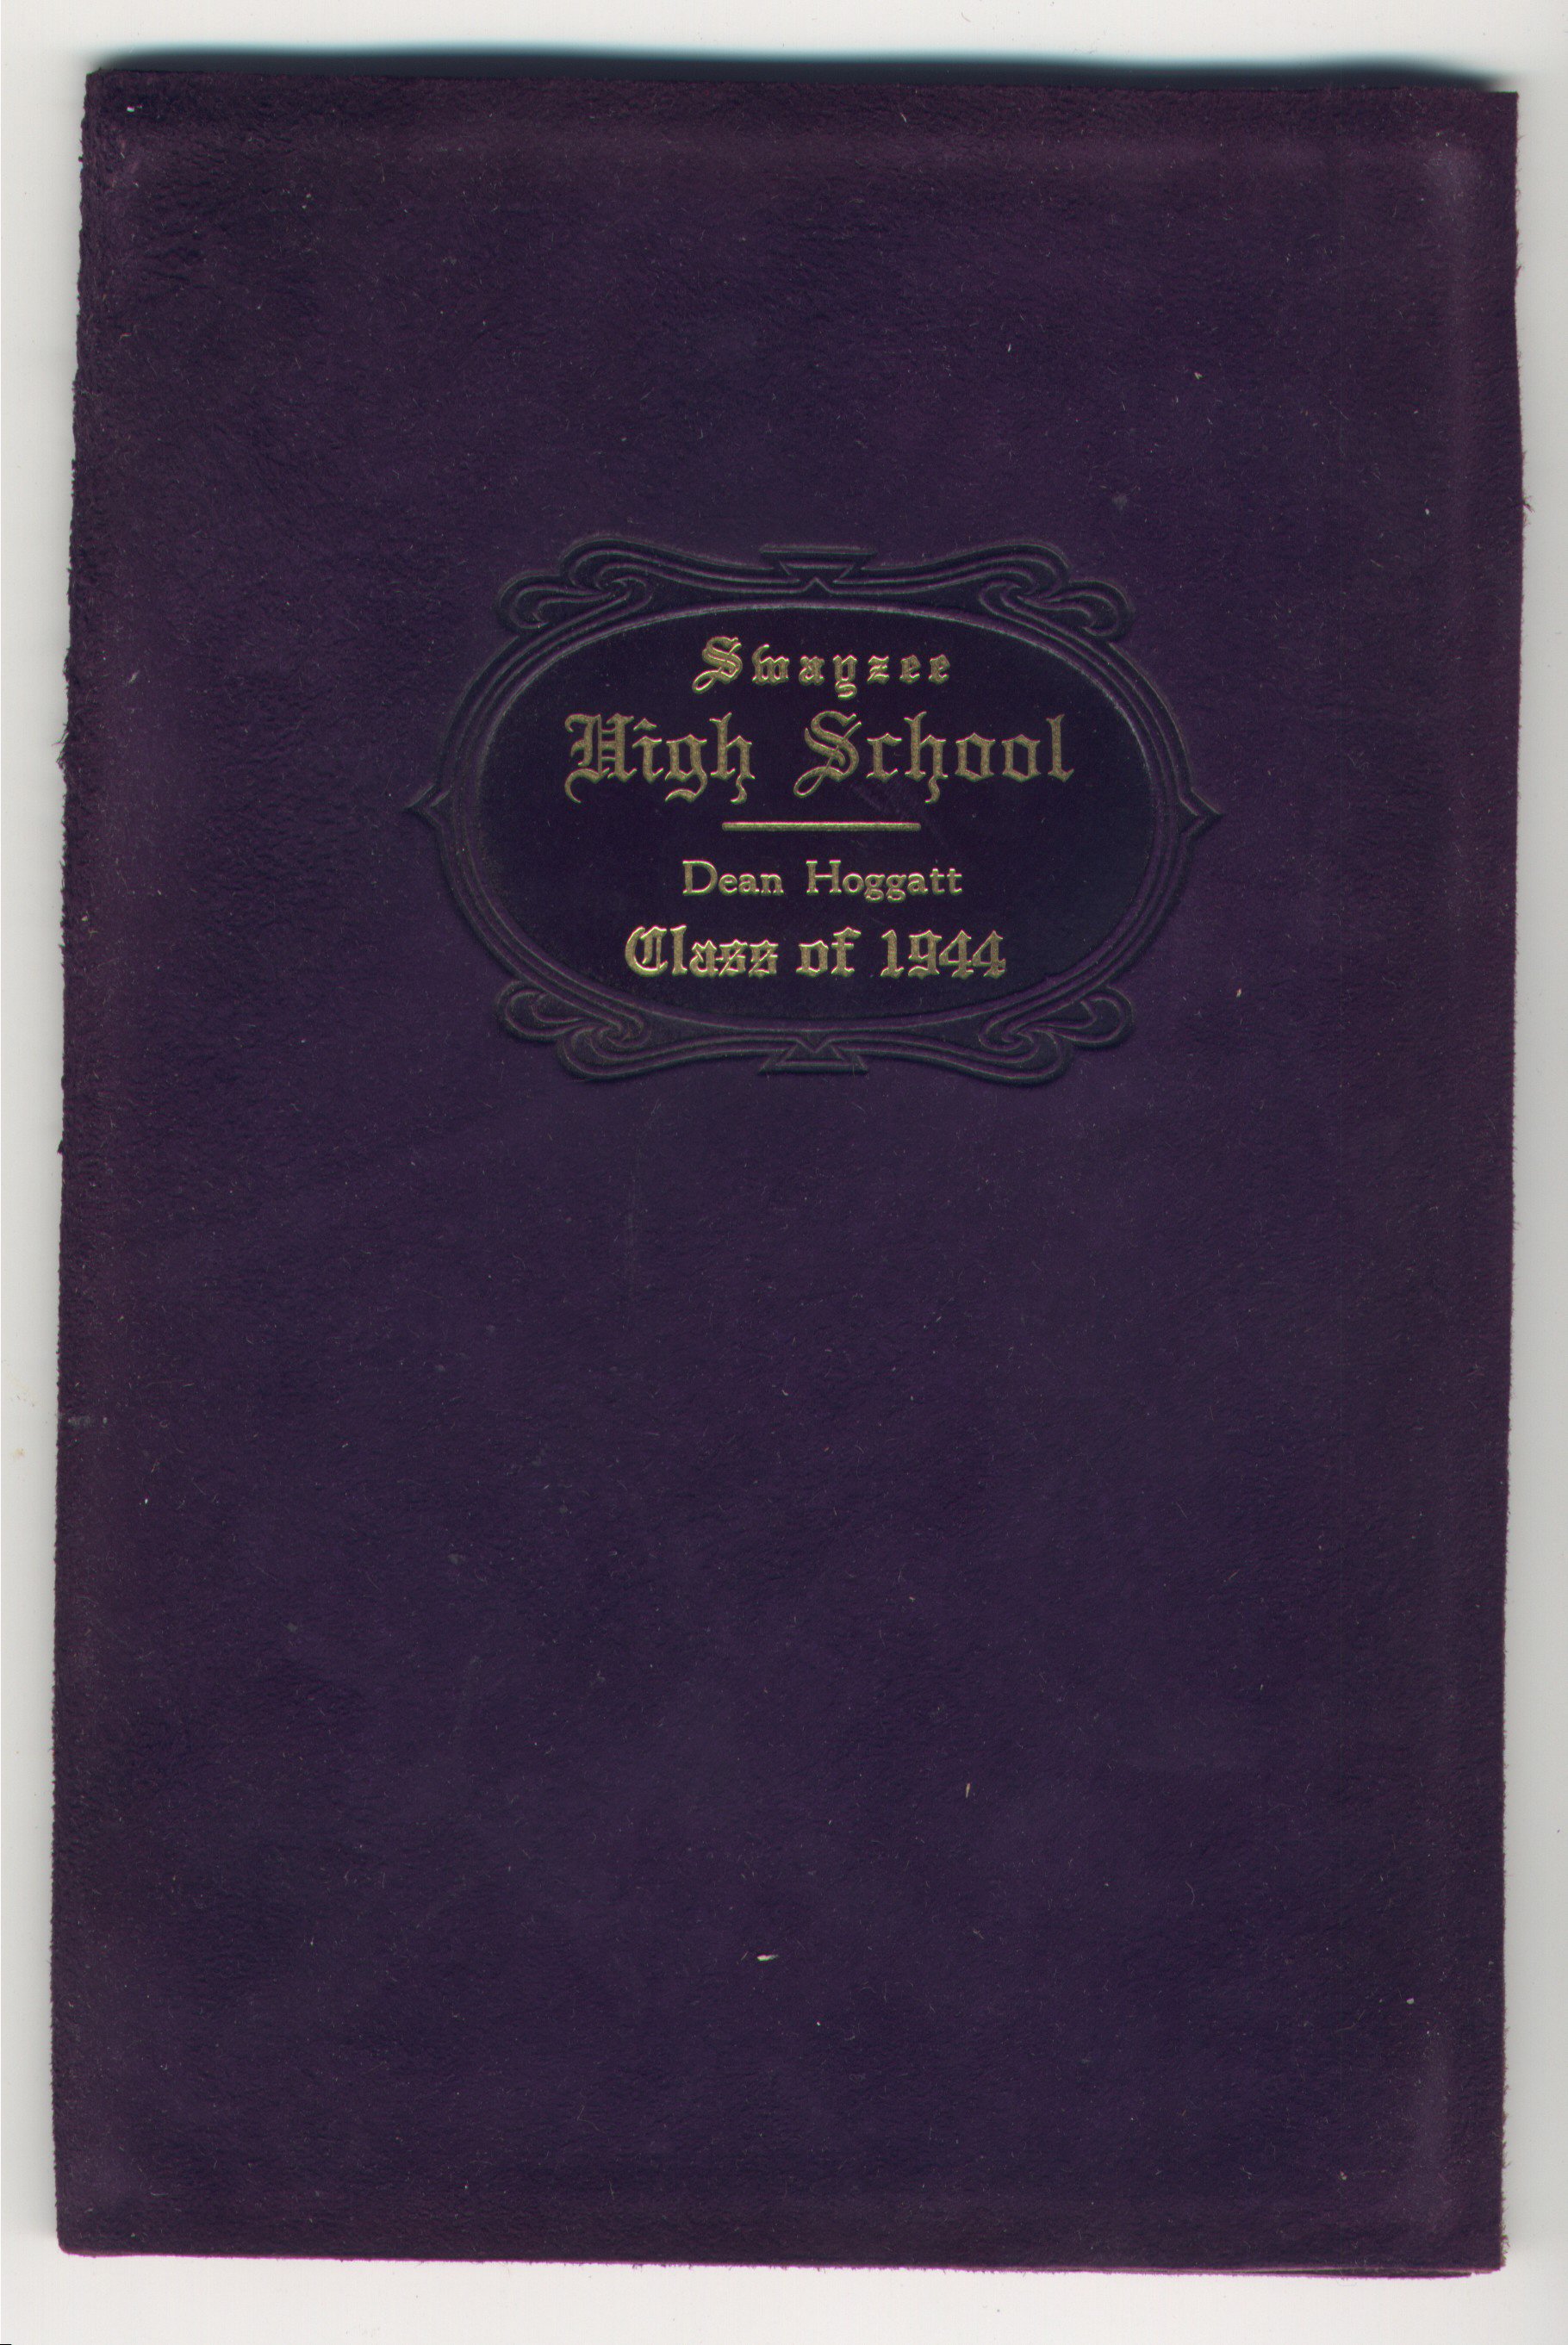 Swayzee
High School
Dean Hoggatt
Class of 1944